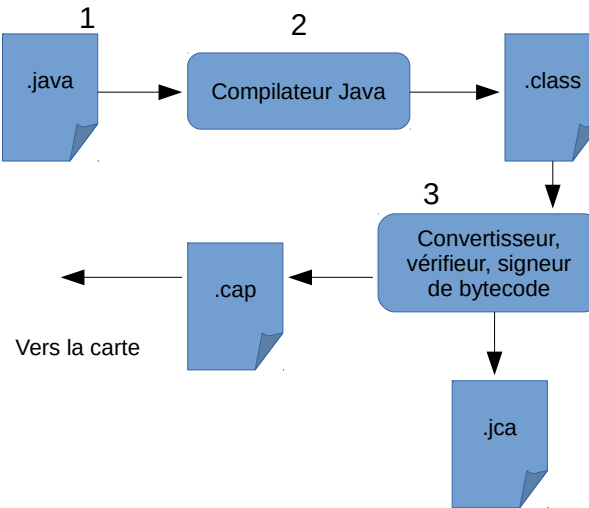 1
2
.java
Compilateur Java
.class
3
Convertisseur,
vérifieur, signeur
de bytecode
.cap
Vers la carte
.jca